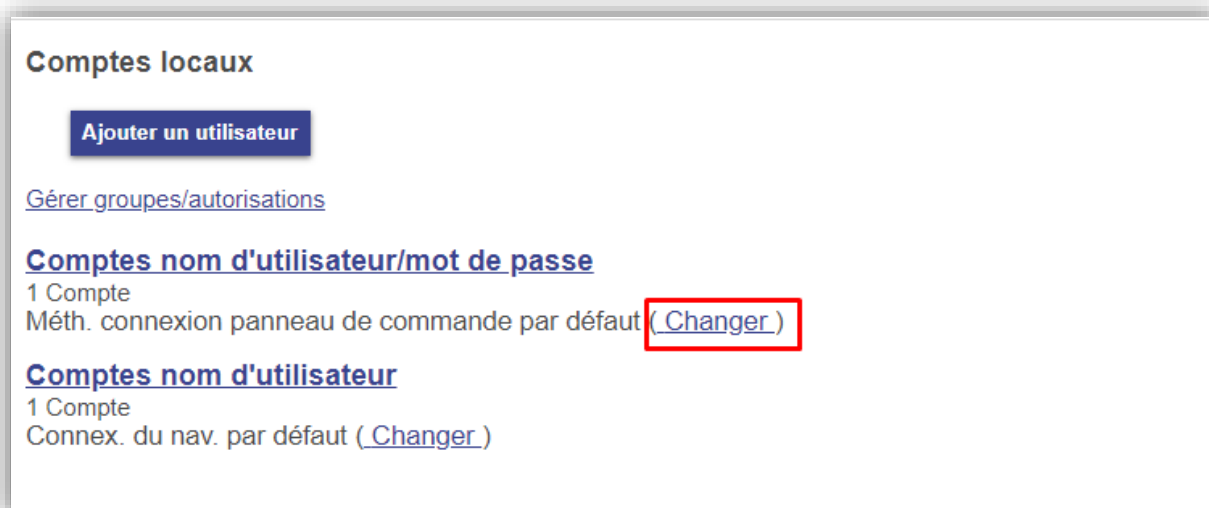 Comptes locaux
Ajouter un utilisateur
Gérer groupes/autorisations
Comptes nom d'utilisateur/mot de passe
1 Compte
Méth. connexion panneau de commande par défaut ( Changer )
Comptes nom d'utilisateur
1 Compte
Connex. du nav. par défaut ( Changer )